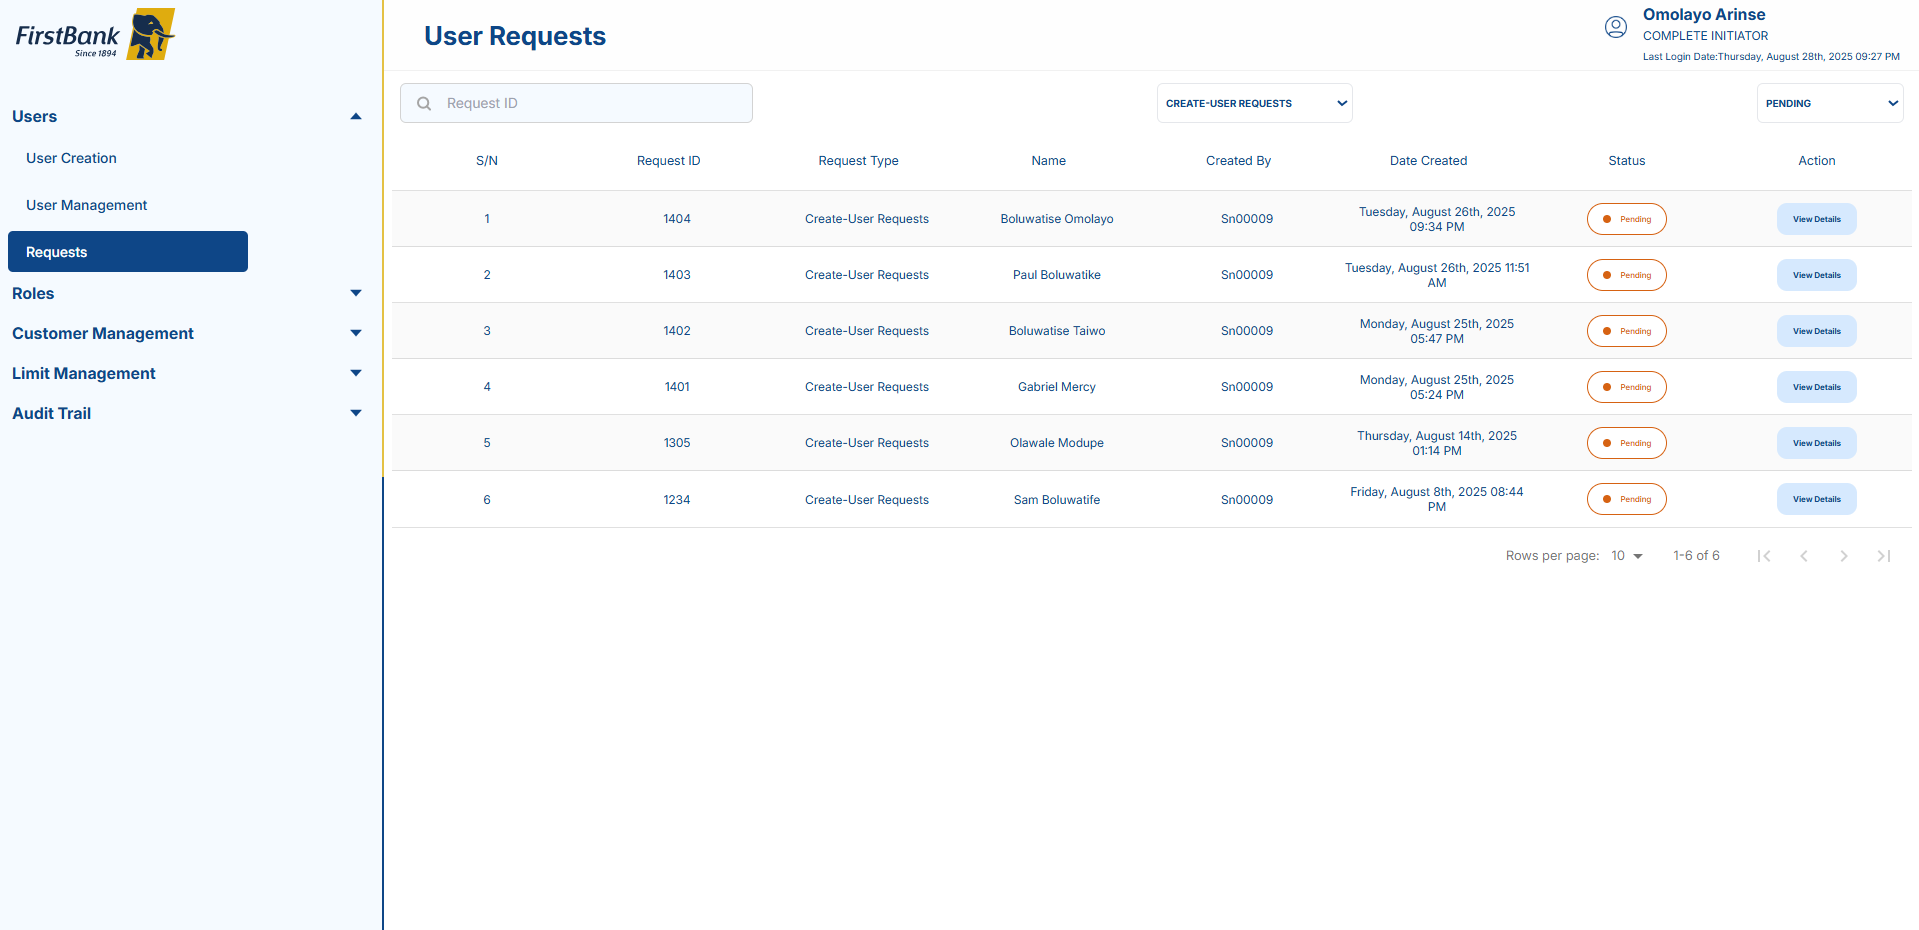 FirstBank
Since 1894
Users
User Creation
User Management
Requests
Roles
Customer Management
Limit Management
Audit Trail
User Requests
Omolayo Arinse
COMPLETE INITIATOR
Last Login Date:Thursday, August 28th, 2025 09:27 PM
Request ID
CREATE-USER REQUESTS
PENDING
S/N Request ID Request Type Name Created By Date Created Status Action
1 1404 Create-User Requests Boluwatise Omolayo Sn00009 Tuesday, August 26th, 2025 09:34 PM Pending View Details
2 1403 Create-User Requests Paul Boluwatike Sn00009 Tuesday, August 26th, 2025 11:51 AM Pending View Details
3 1402 Create-User Requests Boluwatise Taiwo Sn00009 Monday, August 25th, 2025 05:47 PM Pending View Details
4 1401 Create-User Requests Gabriel Mercy Sn00009 Monday, August 25th, 2025 05:24 PM Pending View Details
5 1305 Create-User Requests Olawale Modupe Sn00009 Thursday, August 14th, 2025 01:14 PM Pending View Details
6 1234 Create-User Requests Sam Boluwatife Sn00009 Friday, August 8th, 2025 08:44 PM Pending View Details
Rows per page: 10 1-6 of 6